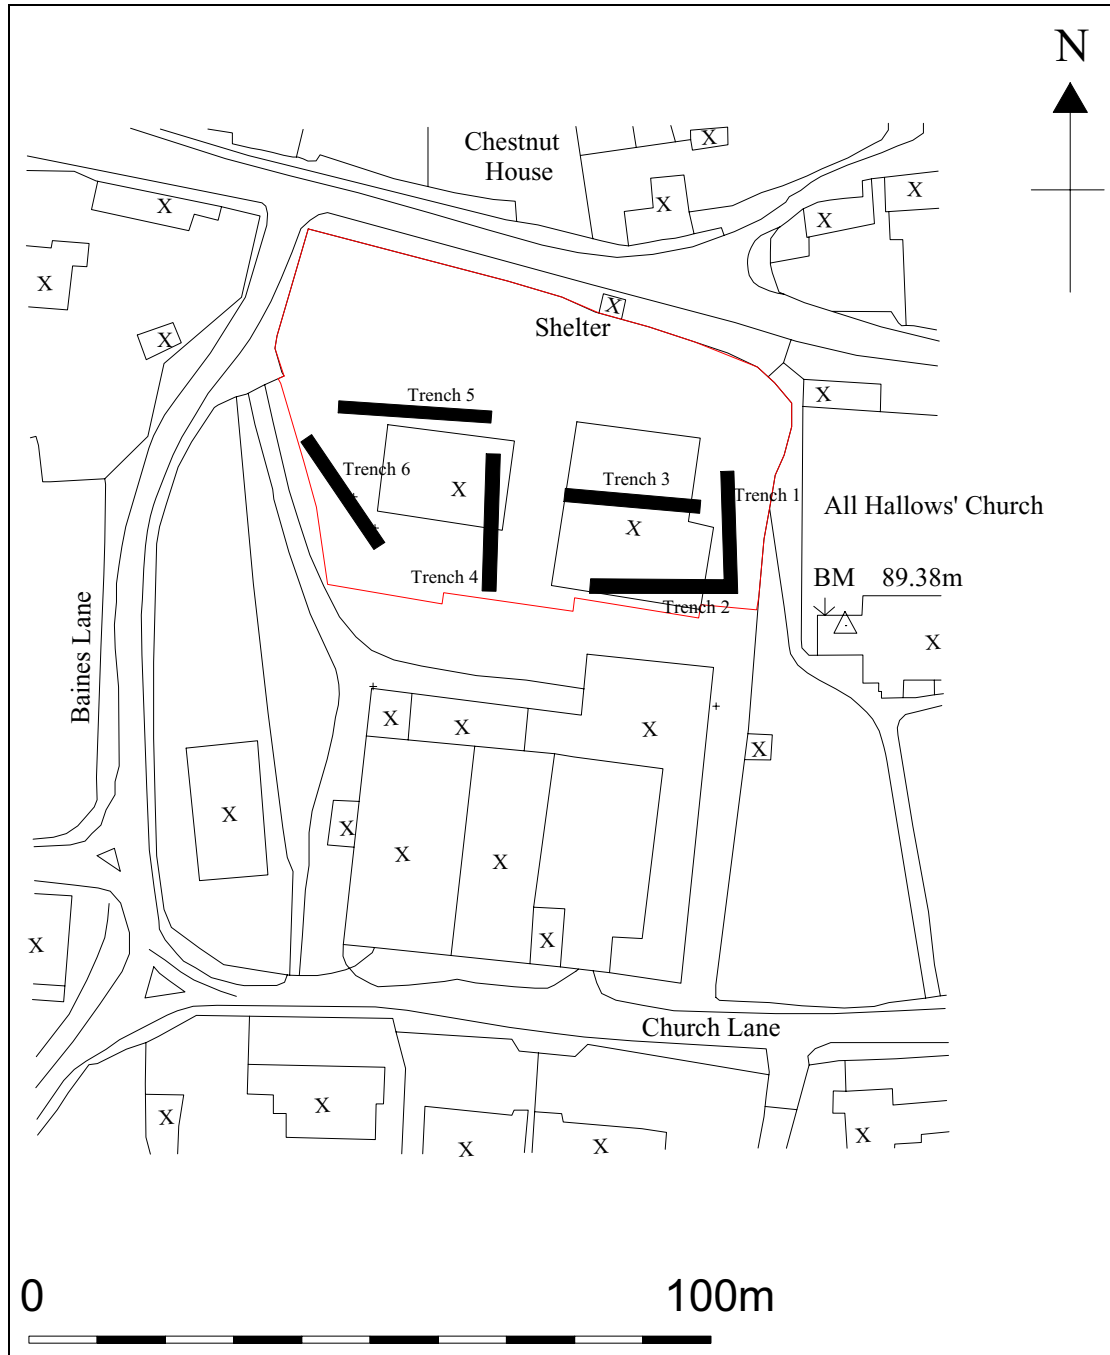 N
Chestnut
House
X
X
X
X
X
X
X
X
Shelter
X
Trench 5
Trench 6
X
Trench 3
X
Trench 1
All Hallows' Church
Trench 4
Trench 2
BM 89.38m
X
Baines Lane
X
X
X
X
X
X
X
X
X
X
X
Church Lane
X
X
X
X
X
0
100m